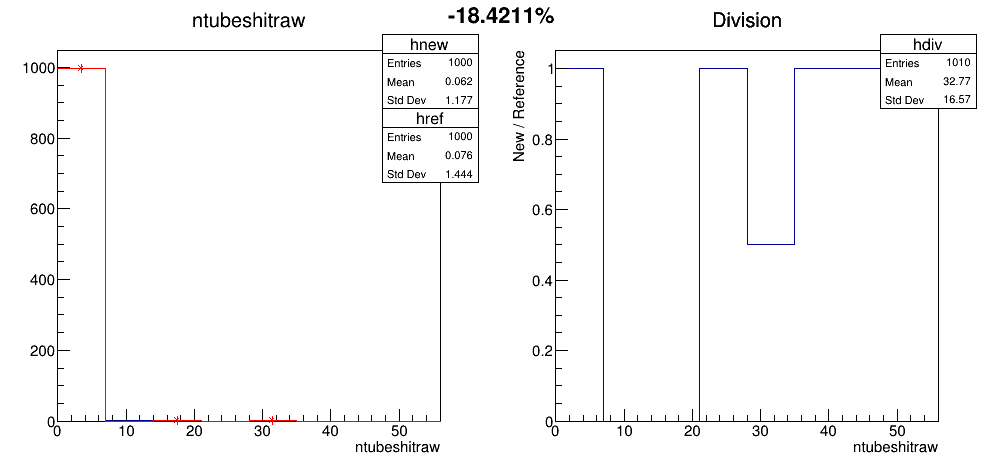 -18.4211%
ntubeshitraw
hnew
Entries 1000
Mean 0.062
Std Dev 1.177
href
Entries 1000
Mean 0.076
Std Dev 1.444
1000
800
600
400
200
0
0 10 20 30 40 50
ntubeshitraw
Division
hdiv
Entries 1010
Mean 32.77
Std Dev 16.57
New / Reference
1
0.8
0.6
0.4
0.2
0
0 10 20 30 40 50
ntubeshitraw